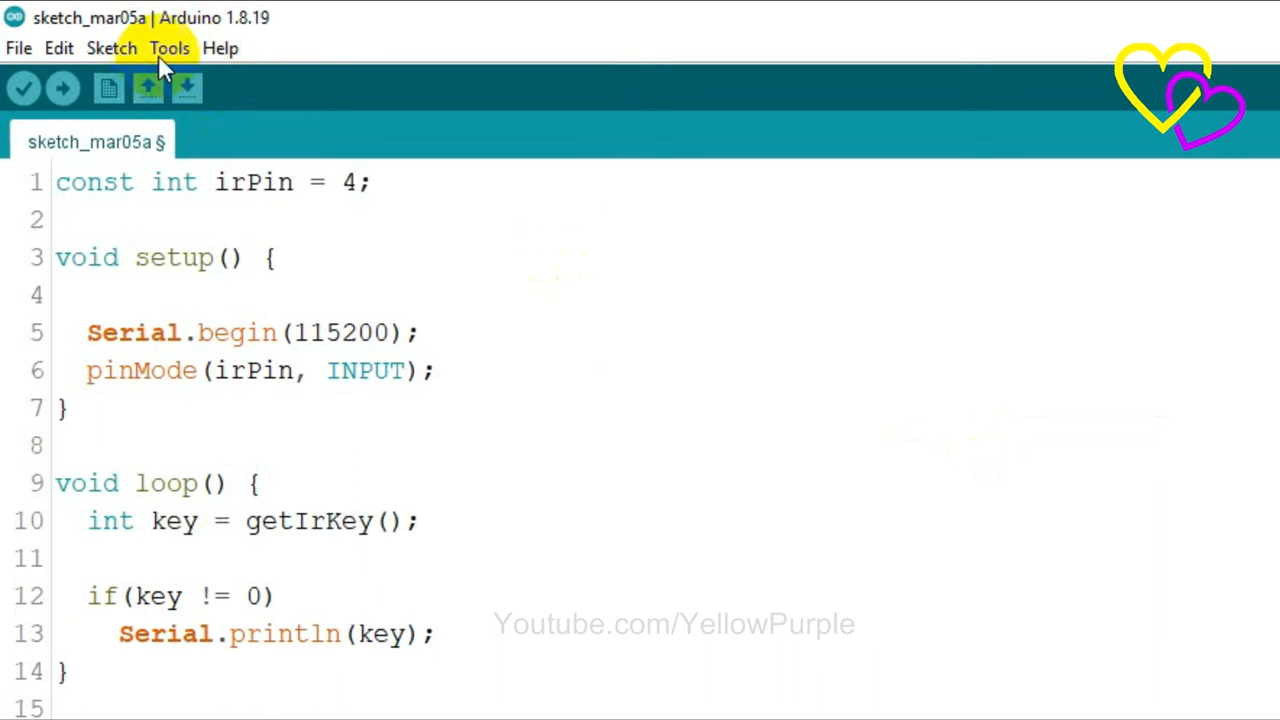 sketch_mar05a | Arduino 1.8.19
File Edit Sketch Tools Help
sketch_mar05a §
1 const int irPin = 4;
2
3 void setup() {
4
5 Serial.begin(115200);
6 pinMode(irPin, INPUT);
7 }
8
9 void loop() {
10 int key = getIrKey();
11
12 if(key != 0)
13 Serial.println(key);
14 }
15
Youtube.com/YellowPurple